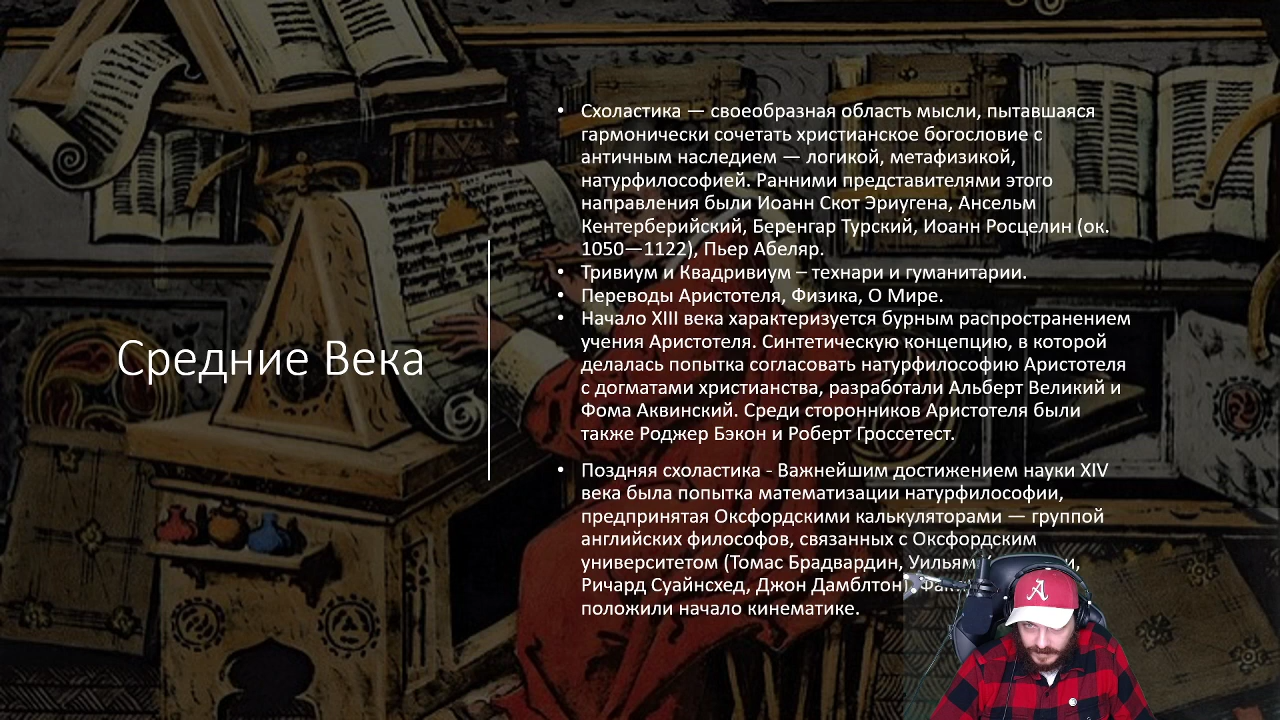 Средние Века
• Схоластика — своеобразная область мысли, пытавшаяся
гармонически сочетать христианское богословие с
античным наследием — логикой, метафизикой,
натурфилософией. Ранними представителями этого
направления были Иоанн Скот Эриугена, Ансельм
Кентерберийский, Беренгар Турский, Иоанн Росцелин (ок.
1050—1122), Пьер Абеляр.
• Тривиум и Квадривиум – технари и гуманитарии.
• Переводы Аристотеля, Физика, О Мире.
• Начало XIII века характеризуется бурным распространением
учения Аристотеля. Синтетическую концепцию, в которой
делалась попытка согласовать натурфилософию Аристотеля
с догматами христианства, разработали Альберт Великий и
Фома Аквинский. Среди сторонников Аристотеля были
также Роджер Бэкон и Роберт Гроссетест.
• Поздняя схоластика - Важнейшим достижением науки XIV
века была попытка математизации натурфилософии,
предпринятая Оксфордскими калькуляторами — группой
английских философов, связанных с Оксфордским
университетом (Томас Брадвардин, Уильям
Ричард Суайнсхед, Джон Дамблтон).
положили начало кинематике.
A